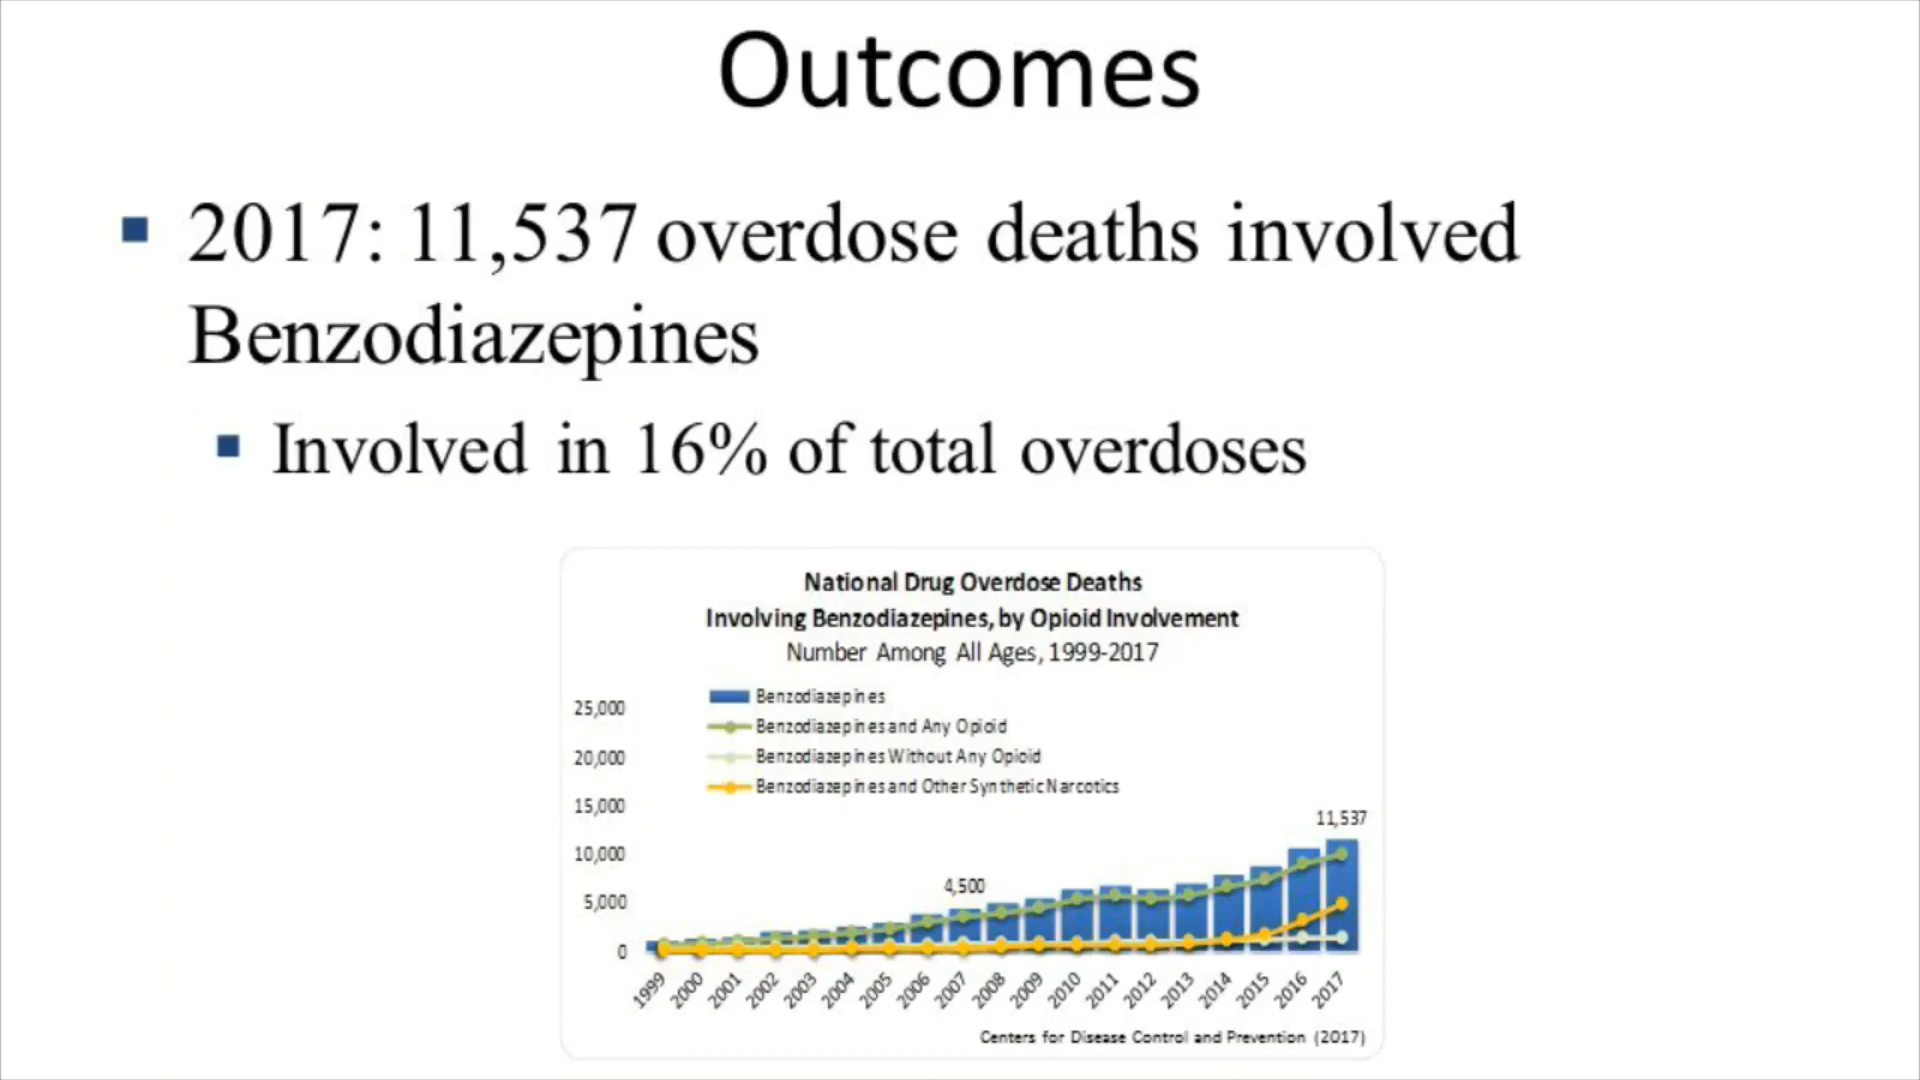 Outcomes
2017: 11,537 overdose deaths involved
Benzodiazepines
Involved in 16% of total overdoses
National Drug Overdose Deaths
Involving Benzodiazepines, by Opioid Involvement
Number Among All Ages, 1999-2017
Benzodiazepines
Benzodiazepines and Any Opioid
Benzodiazepines Without Any Opioid
Benzodiazepines and Other Synthetic Narcotics
25,000
20,000
15,000
10,000
5,000
0
4,500
11,537
1999 2000 2001 2002 2003 2004 2005 2006 2007 2008 2009 2010 2011 2012 2013 2014 2015 2016 2017
Centers for Disease Control and Prevention (2017)